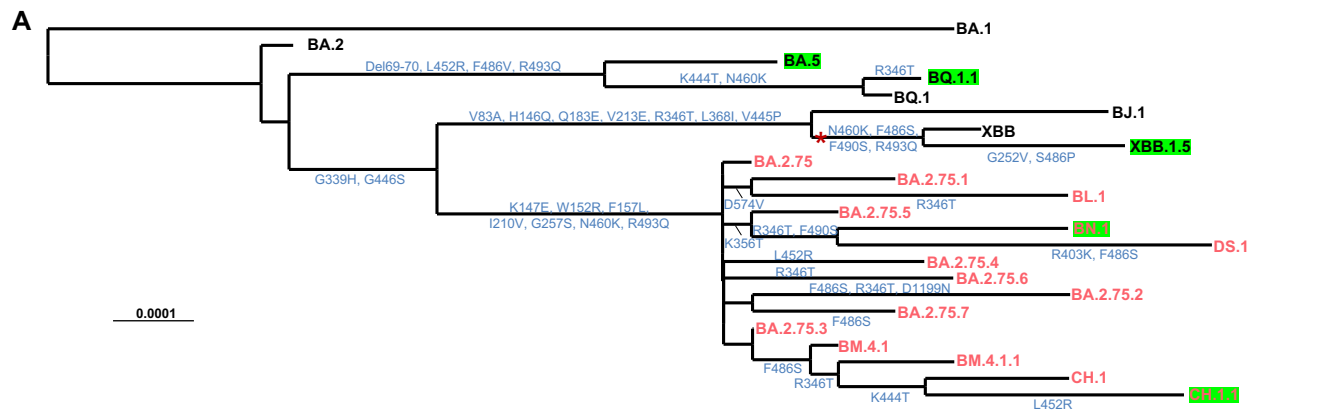 A
BA.1
BA.2
Del69-70, L452R, F486V, R493Q
BA.5
K444T, N460K
R346T
BQ.1.1
BQ.1
V83A, H146Q, Q183E, V213E, R346T, L368I, V445P
BJ.1
*
N460K, F486S,
F490S, R493Q
XBB
XBB.1.5
G252V, S486P
G339H, G446S
BA.2.75
K147E, W152R, F157L,
I210V, G257S, N460K, R493Q
D574V
BA.2.75.1
R346T
BL.1
K356T
BA.2.75.5
R346T, F490S
BN.1
R403K, F486S
DS.1
L452R
BA.2.75.4
R346T
BA.2.75.6
F486S, R346T, D1199N
BA.2.75.2
F486S
BA.2.75.7
0.0001
BA.2.75.3
F486S
BM.4.1
R346T
BM.4.1.1
K444T
CH.1
L452R
CH.1.1